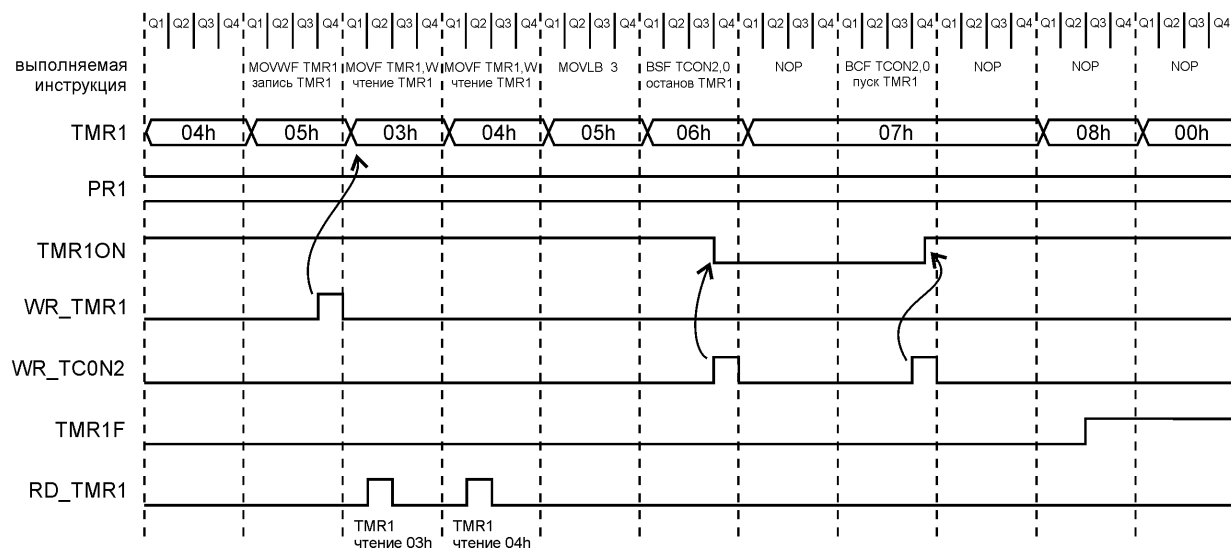 Q1 Q2 Q3 Q4 Q1 Q2 Q3 Q4 Q1 Q2 Q3 Q4 Q1 Q2 Q3 Q4 Q1 Q2 Q3 Q4 Q1 Q2 Q3 Q4 Q1 Q2 Q3 Q4 Q1 Q2 Q3 Q4 Q1 Q2 Q3 Q4 Q1 Q2 Q3 Q4 Q1 Q2 Q3 Q4
выполняемая MOVWF TMR1 MOVF TMR1,W MOVF TMR1,W MOVLB 3 BSF TCON2,0 NOP BCF TCON2,0 NOP NOP NOP
инструкция запись TMR1 чтение TMR1 чтение TMR1 останов TMR1 пуск TMR1
TMR1 04h 05h 03h 04h 05h 06h 07h 08h 00h
PR1
TMR1ON
WR_TMR1
WR_TC0N2
TMR1F
RD_TMR1
TMR1 TMR1
чтение 03h чтение 04h